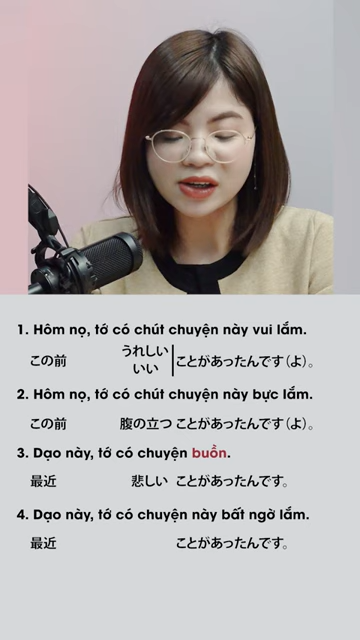 1. Hôm nọ, tớ có chút chuyện này vui lắm.
うれしい
この前 いい ことがあったんです(よ)。
2. Hôm nọ, tớ có chút chuyện này bực lắm.
この前 腹の立つ ことがあったんです(よ)。
3. Dạo này, tớ có chuyện buồn.
最近 悲しい ことがあったんです。
4. Dạo này, tớ có chuyện này bất ngờ lắm.
最近 ことがあったんです。